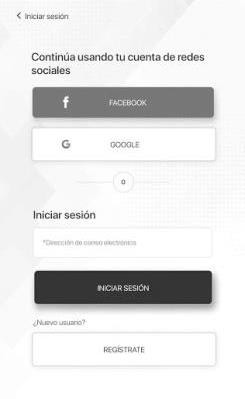 Iniciar sesión
Continúa usando tu cuenta de redes
sociales
FACEBOOK
GOOGLE
O
Iniciar sesión
*Dirección de correo electrónico
INICIAR SESIÓN
¿Nuevo usuario?
REGÍSTRATE